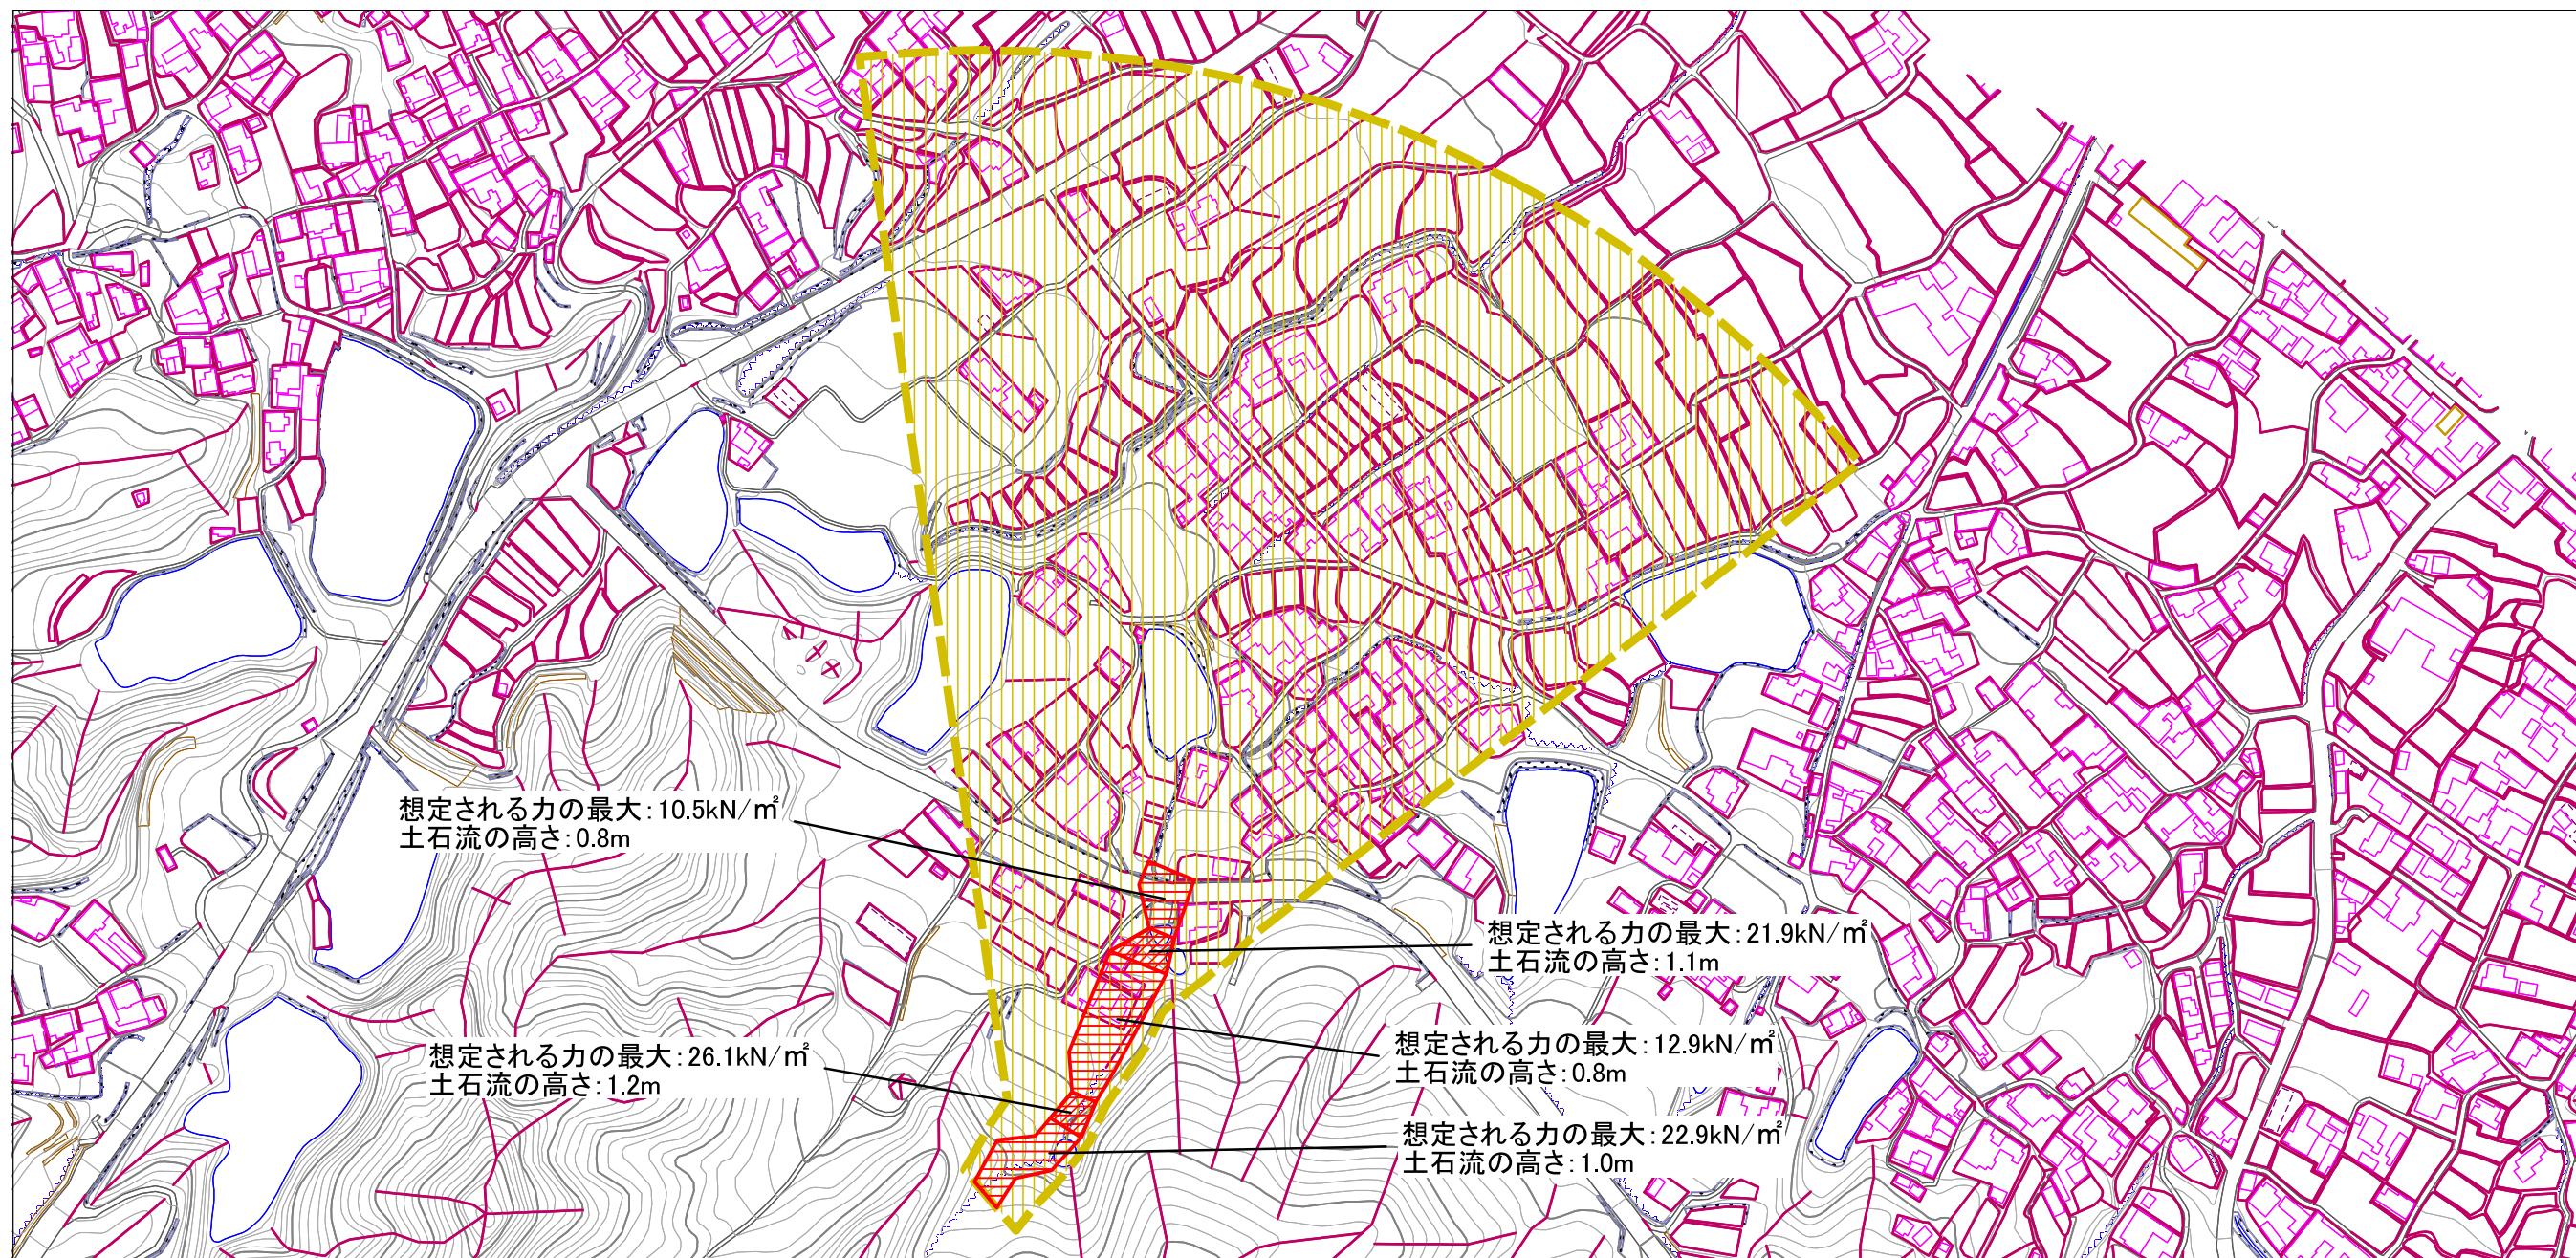 想定される力の最大:10.5kN/㎡
土石流の高さ:0.8m
想定される力の最大:21.9kN/㎡
土石流の高さ:1.1m
想定される力の最大:12.9kN/㎡
土石流の高さ:0.8m
想定される力の最大:26.1kN/㎡
土石流の高さ:1.2m
想定される力の最大:22.9kN/㎡
土石流の高さ:1.0m